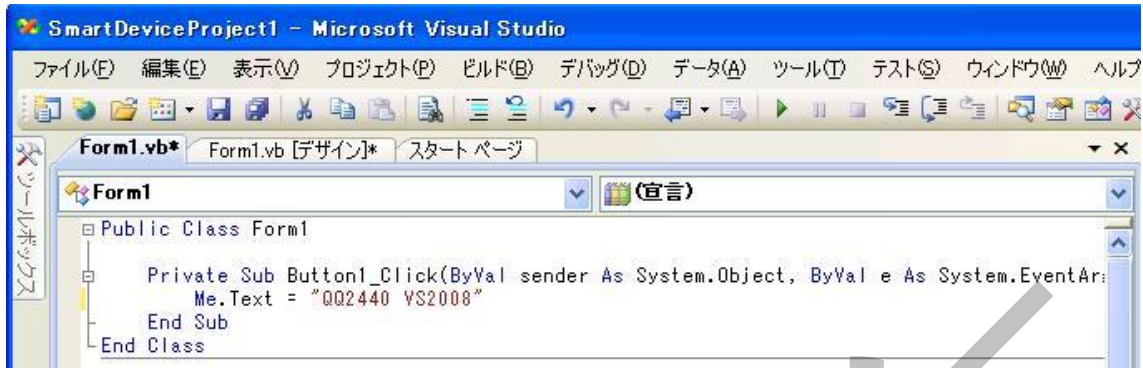 SmartDeviceProject1 - Microsoft Visual Studio
ファイル(F) 編集(E) 表示(V) プロジェクト(P) ビルド(B) デバッグ(D) データ(A) ツール(T) テスト(S) ウィンドウ(W) ヘルプ
Form1.vb* Form1.vb [デザイン]* スタート ページ
ツールボックス
Form1 (宣言)
Public Class Form1
Private Sub Button1_Click(ByVal sender As System.Object, ByVal e As System.EventAr
Me.Text = "QQ2440 VS2008"
End Sub
End Class